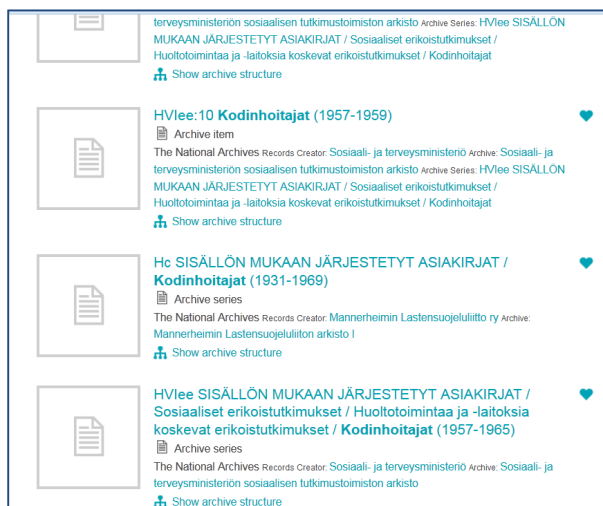 terveysministeriön sosiaalisen tutkimustoimiston arkisto Archive Series: HVIee SISÄLLÖN
MUKAAN JÄRJESTETYT ASIAKIRJAT / Sosiaaliset erikoistutkimukset /
Huoltotoimintaa ja -laitoksia koskevat erikoistutkimukset / Kodinhoitajat
Show archive structure
HVIee:10 Kodinhoitajat (1957-1959)
Archive item
The National Archives Records Creator: Sosiaali- ja terveysministeriö Archive: Sosiaali- ja
terveysministeriön sosiaalisen tutkimustoimiston arkisto Archive Series: HVIee SISÄLLÖN
MUKAAN JÄRJESTETYT ASIAKIRJAT / Sosiaaliset erikoistutkimukset /
Huoltotoimintaa ja -laitoksia koskevat erikoistutkimukset / Kodinhoitajat
Show archive structure
Hc SISÄLLÖN MUKAAN JÄRJESTETYT ASIAKIRJAT /
Kodinhoitajat (1931-1969)
Archive series
The National Archives Records Creator: Mannerheimin Lastensuojeluliitto ry Archive:
Mannerheimin Lastensuojeluliiton arkisto I
Show archive structure
HVIee SISÄLLÖN MUKAAN JÄRJESTETYT ASIAKIRJAT /
Sosiaaliset erikoistutkimukset / Huoltotoimintaa ja -laitoksia
koskevat erikoistutkimukset / Kodinhoitajat (1957-1965)
Archive series
The National Archives Records Creator: Sosiaali- ja terveysministeriö Archive: Sosiaali- ja
terveysministeriön sosiaalisen tutkimustoimiston arkisto
Show archive structure